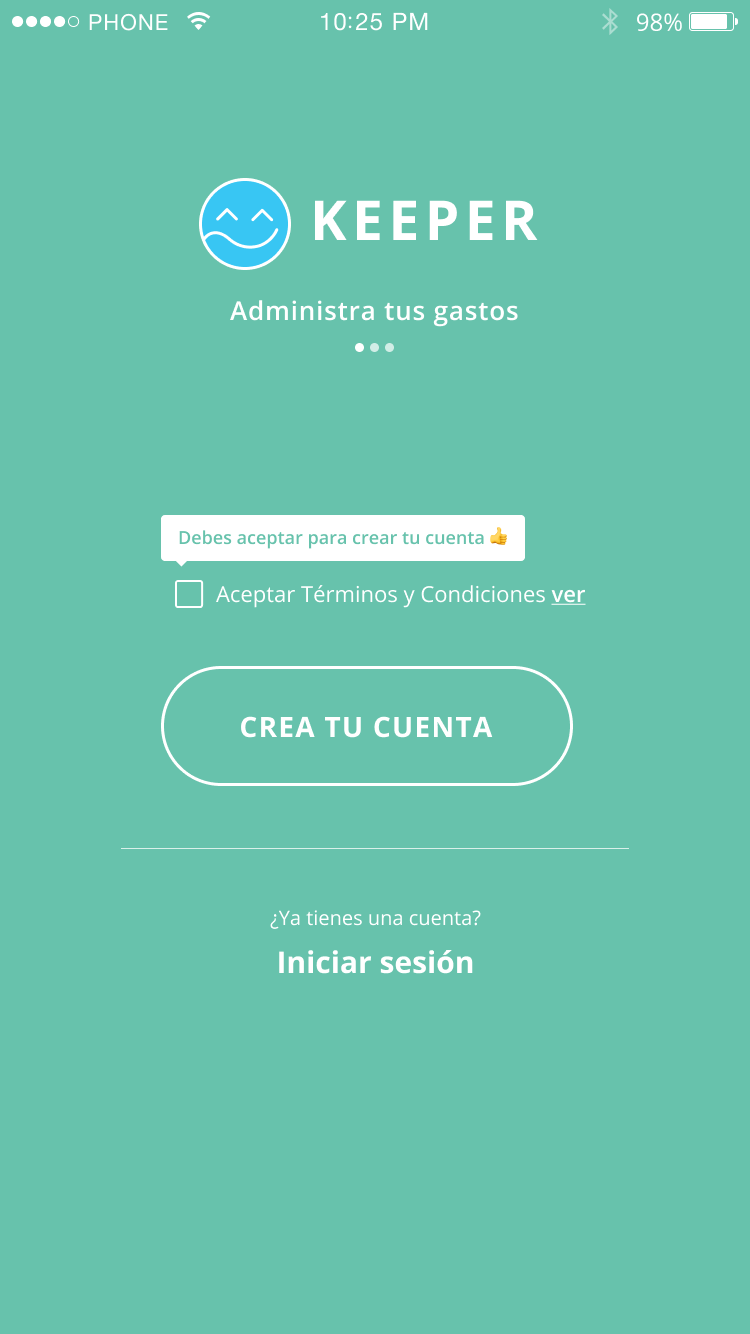 PHONE 10:25 PM 98%
KEEPER
Administra tus gastos
Debes aceptar para crear tu cuenta 👍
Aceptar Términos y Condiciones ver
CREA TU CUENTA
¿Ya tienes una cuenta?
Iniciar sesión